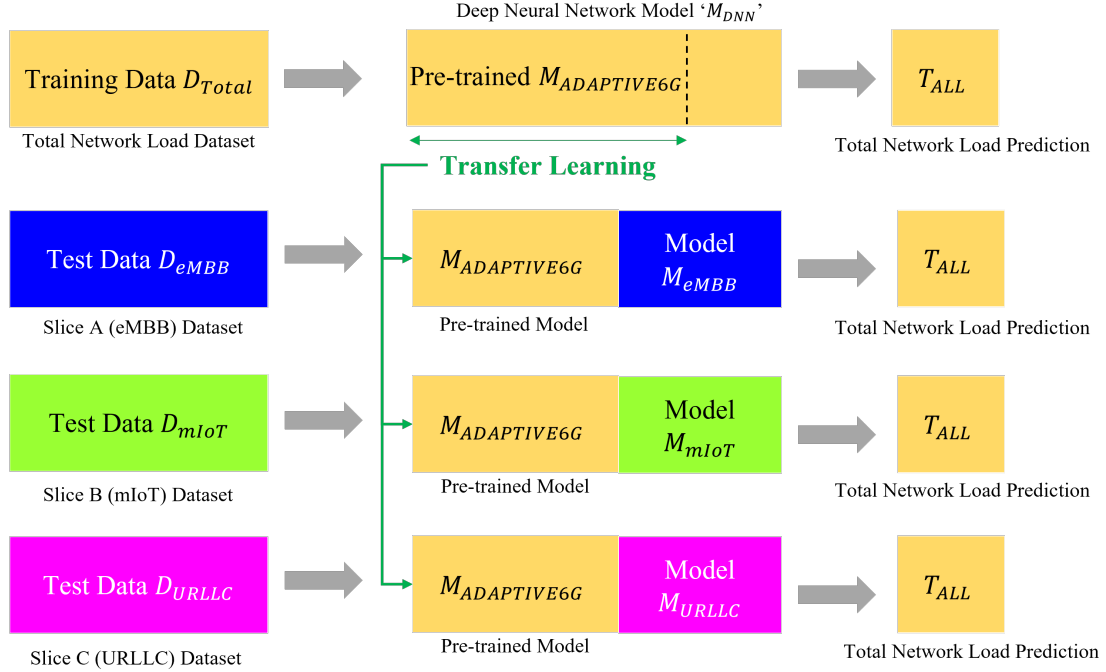 Deep Neural Network Model ‘M_DNN’
Training Data D_Total
Pre-trained M_ADAPTIVE6G
T_ALL
Total Network Load Dataset
Total Network Load Prediction
Transfer Learning
Test Data D_eMBB
M_ADAPTIVE6G
Model
M_eMBB
T_ALL
Slice A (eMBB) Dataset
Pre-trained Model
Total Network Load Prediction
Test Data D_mIoT
M_ADAPTIVE6G
Model
M_mIoT
T_ALL
Slice B (mIoT) Dataset
Pre-trained Model
Total Network Load Prediction
Test Data D_URLLC
M_ADAPTIVE6G
Model
M_URLLC
T_ALL
Slice C (URLLC) Dataset
Pre-trained Model
Total Network Load Prediction